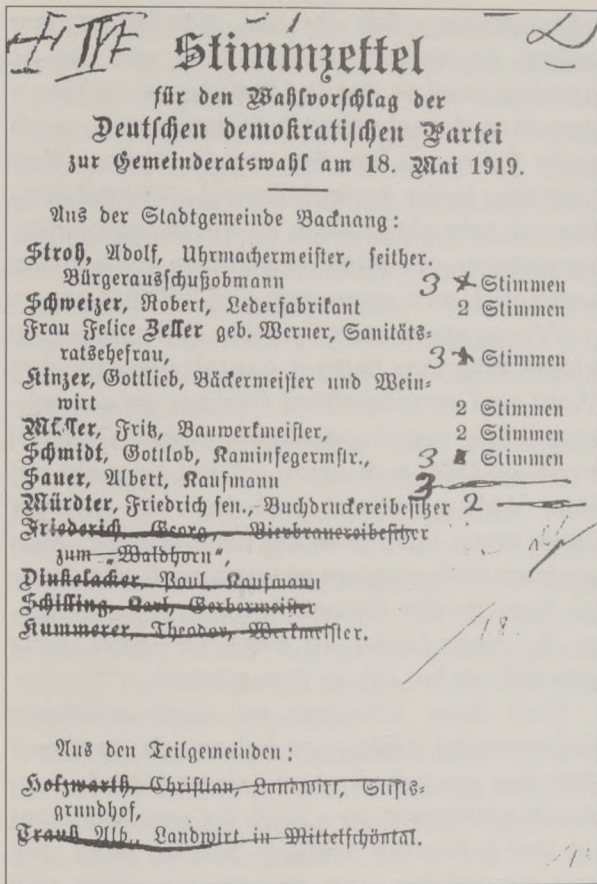 + IVF
Stimmzettel
für den Wahlvorschlag der
Deutschen demokratischen Partei
zur Gemeinderatswahl am 18. Mai 1919.
Aus der Stadtgemeinde Backnang:
Stroh, Adolf, Uhrmachermeister, seither.
Bürgerausschußobmann 3 Stimmen
Schweizer, Robert, Lederfabrikant 2 Stimmen
Frau Felice Zeller geb. Werner, Sanitäts-
ratsehefrau, 3 Stimmen
Kinzer, Gottlieb, Bäckermeister und Wein-
wirt 2 Stimmen
Fritz, Bauwerkmeister, 2 Stimmen
Schmidt, Gottlob, Kaminfegermstr., 3 Stimmen
Sauer, Albert, Kaufmann 3
Mürdter, Friedrich sen., Buchdruckereibesitzer 2
Friederich, Georg, Bierbrauereibesitzer
zum „Waldhorn",
Dinkelacker, Paul, Kaufmann
Schilling, Carl, Gerbermeister
Kummerer, Theodor, Werkmeister.
18.
Aus den Teilgemeinden:
Holzwarth, Christian, Landwirt, Stifts-
grundhof,
Trauß Alb., Landwirt in Mittelschöntal.